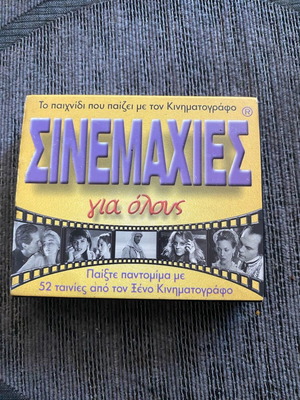 Το παιχνίδι που παίζει με τον Κινηματογράφο
ΣΙΝΕΜΑΧΙΕΣ ®
για όλους
Παίξτε παντομίμα με
52 ταινίες από τον Ξένο Κινηματογράφο